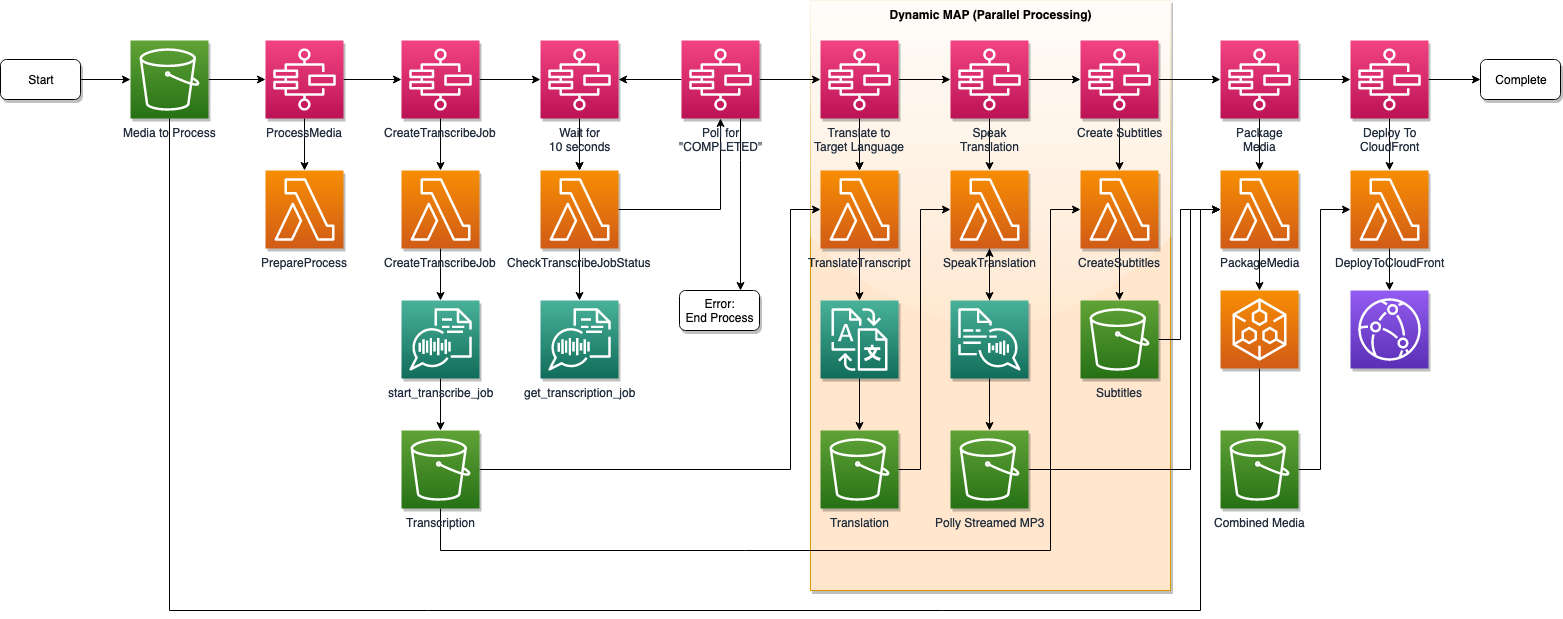 Dynamic MAP (Parallel Processing)
Start
Complete
Media to Process
ProcessMedia
CreateTranscribeJob
Wait for
10 seconds
Poll for
"COMPLETED"
Translate to
Target Language
Speak
Translation
Create Subtitles
Package
Media
Deploy To
CloudFront
PrepareProcess
CreateTranscribeJob
CheckTranscribeJobStatus
TranslateTranscript
SpeakTranslation
CreateSubtitles
PackageMedia
DeployToCloudFront
Error:
End Process
A
文
start_transcribe_job
get_transcription_job
Subtitles
Transcription
Translation
Polly Streamed MP3
Combined Media